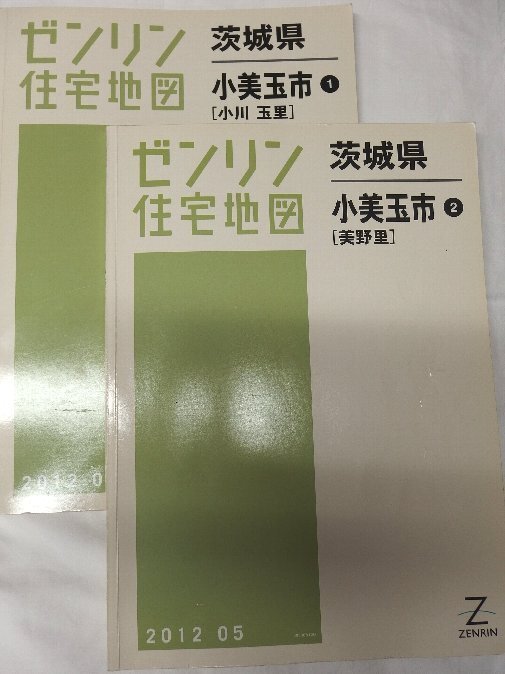 ゼンリン
住宅地図
茨城県
小美玉市 ❶
[小川 玉里]
2012 0
ゼンリン
住宅地図
茨城県
小美玉市 ❷
[美野里]
2012 05
Z
ZENRIN